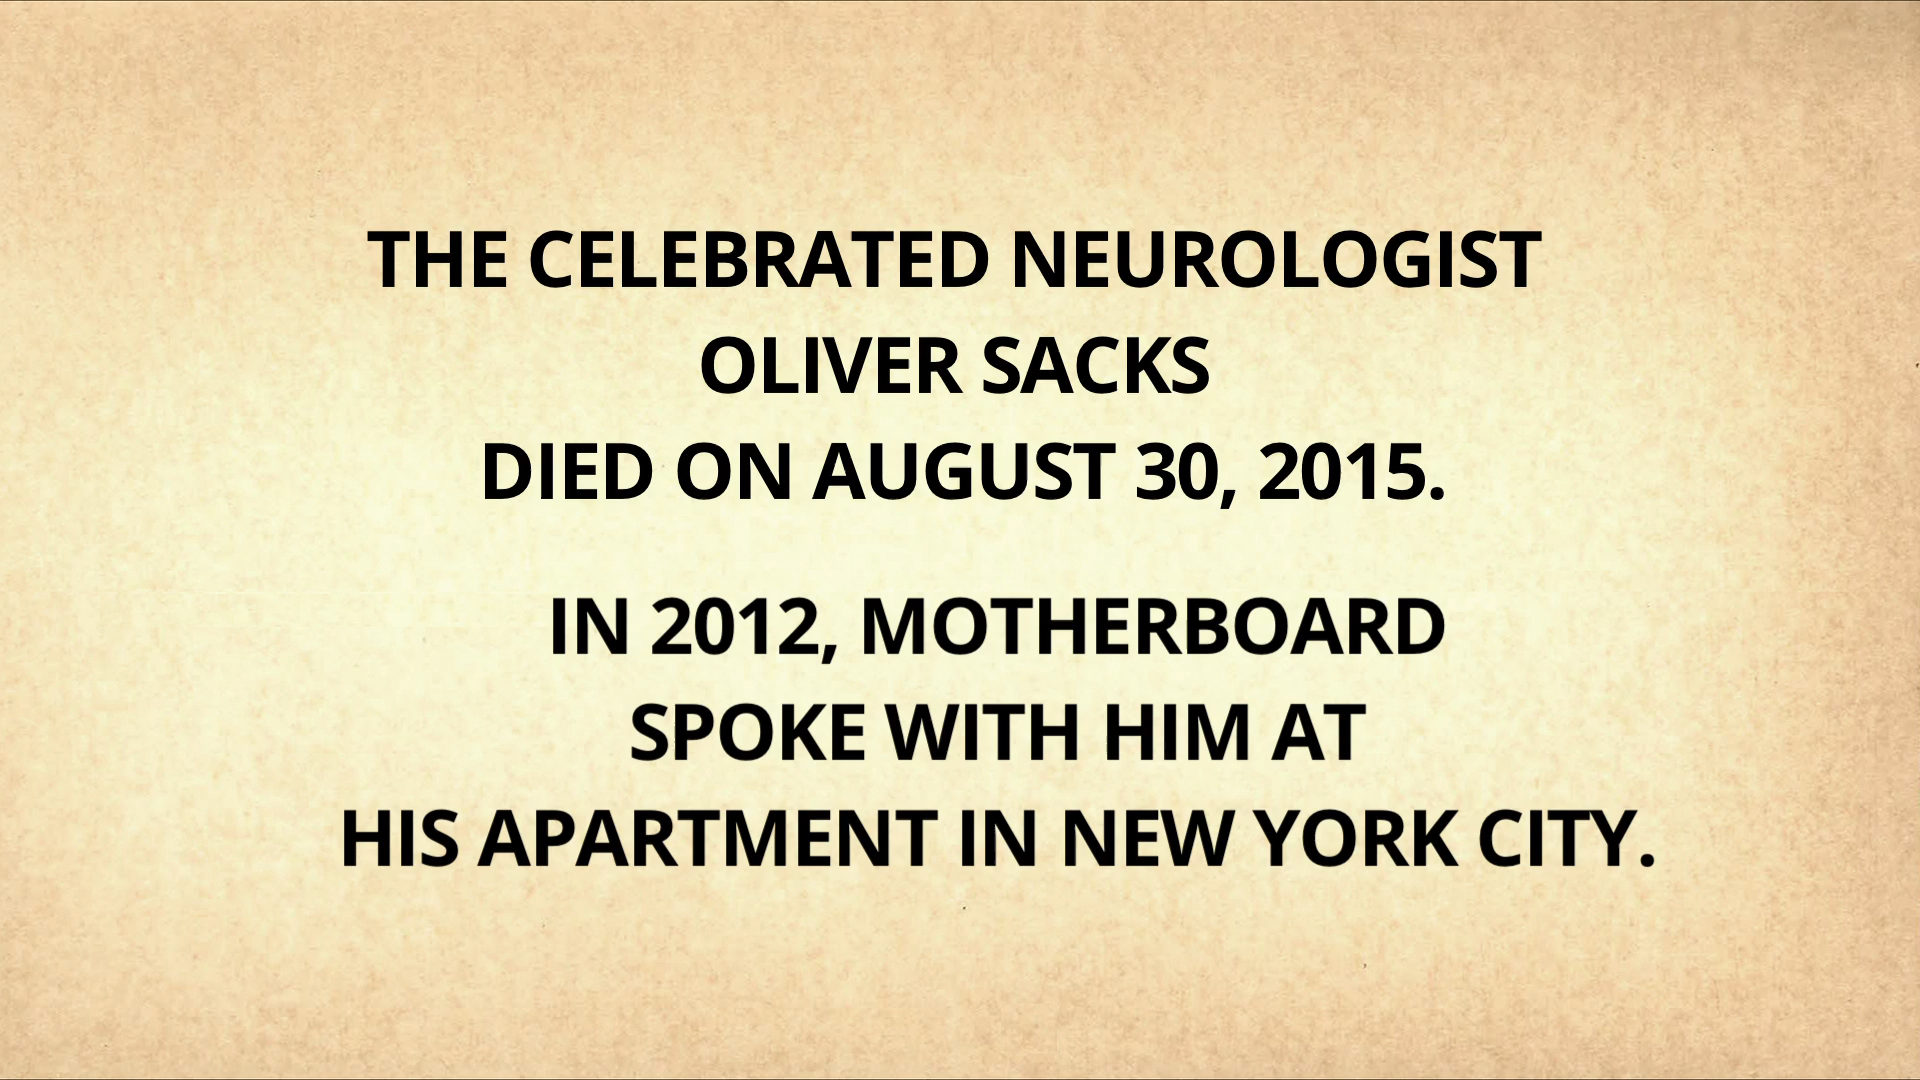 THE CELEBRATED NEUROLOGIST
OLIVER SACKS
DIED ON AUGUST 30, 2015.
IN 2012, MOTHERBOARD
SPOKE WITH HIM AT
HIS APARTMENT IN NEW YORK CITY.